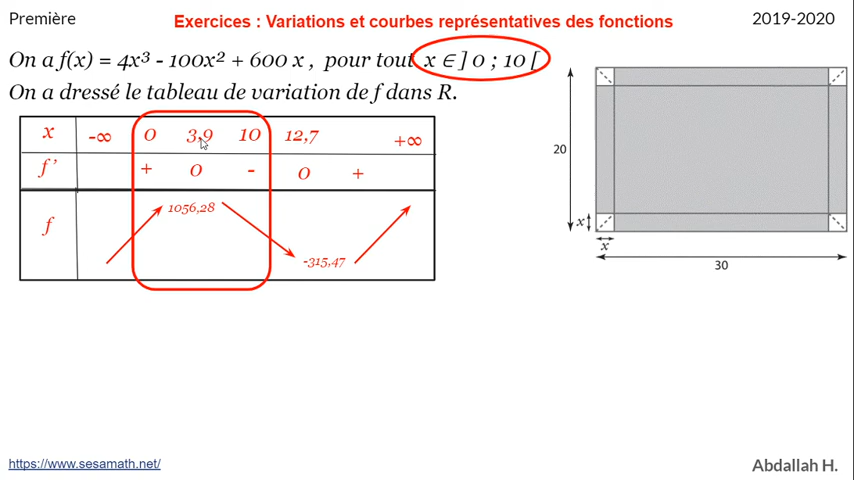 Première
Exercices : Variations et courbes représentatives des fonctions
2019-2020
On a f(x) = 4x³ - 100x² + 600 x , pour tout x ∈ ] 0 ; 10 [
On a dressé le tableau de variation de f dans R.
x -∞ 0 3,9 10 12,7 +∞
f' + 0 - 0 +
f 1056,28 -315,47
20
x
x
30
https://www.sesamath.net/
Abdallah H.